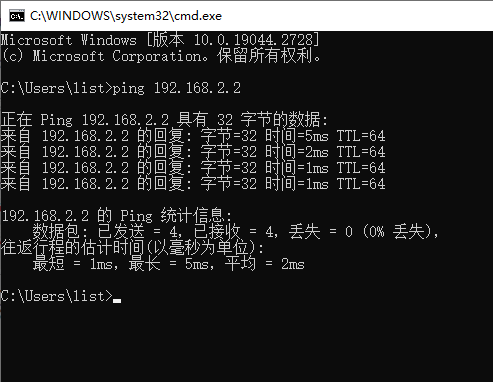 C:\WINDOWS\system32\cmd.exe
Microsoft Windows [版本 10.0.19044.2728]
(c) Microsoft Corporation。保留所有权利。
C:\Users\list>ping 192.168.2.2
正在 Ping 192.168.2.2 具有 32 字节的数据:
来自 192.168.2.2 的回复: 字节=32 时间=5ms TTL=64
来自 192.168.2.2 的回复: 字节=32 时间=2ms TTL=64
来自 192.168.2.2 的回复: 字节=32 时间=1ms TTL=64
来自 192.168.2.2 的回复: 字节=32 时间=1ms TTL=64
192.168.2.2 的 Ping 统计信息:
数据包: 已发送 = 4, 已接收 = 4, 丢失 = 0 (0% 丢失),
往返行程的估计时间(以毫秒为单位):
最短 = 1ms, 最长 = 5ms, 平均 = 2ms
C:\Users\list>